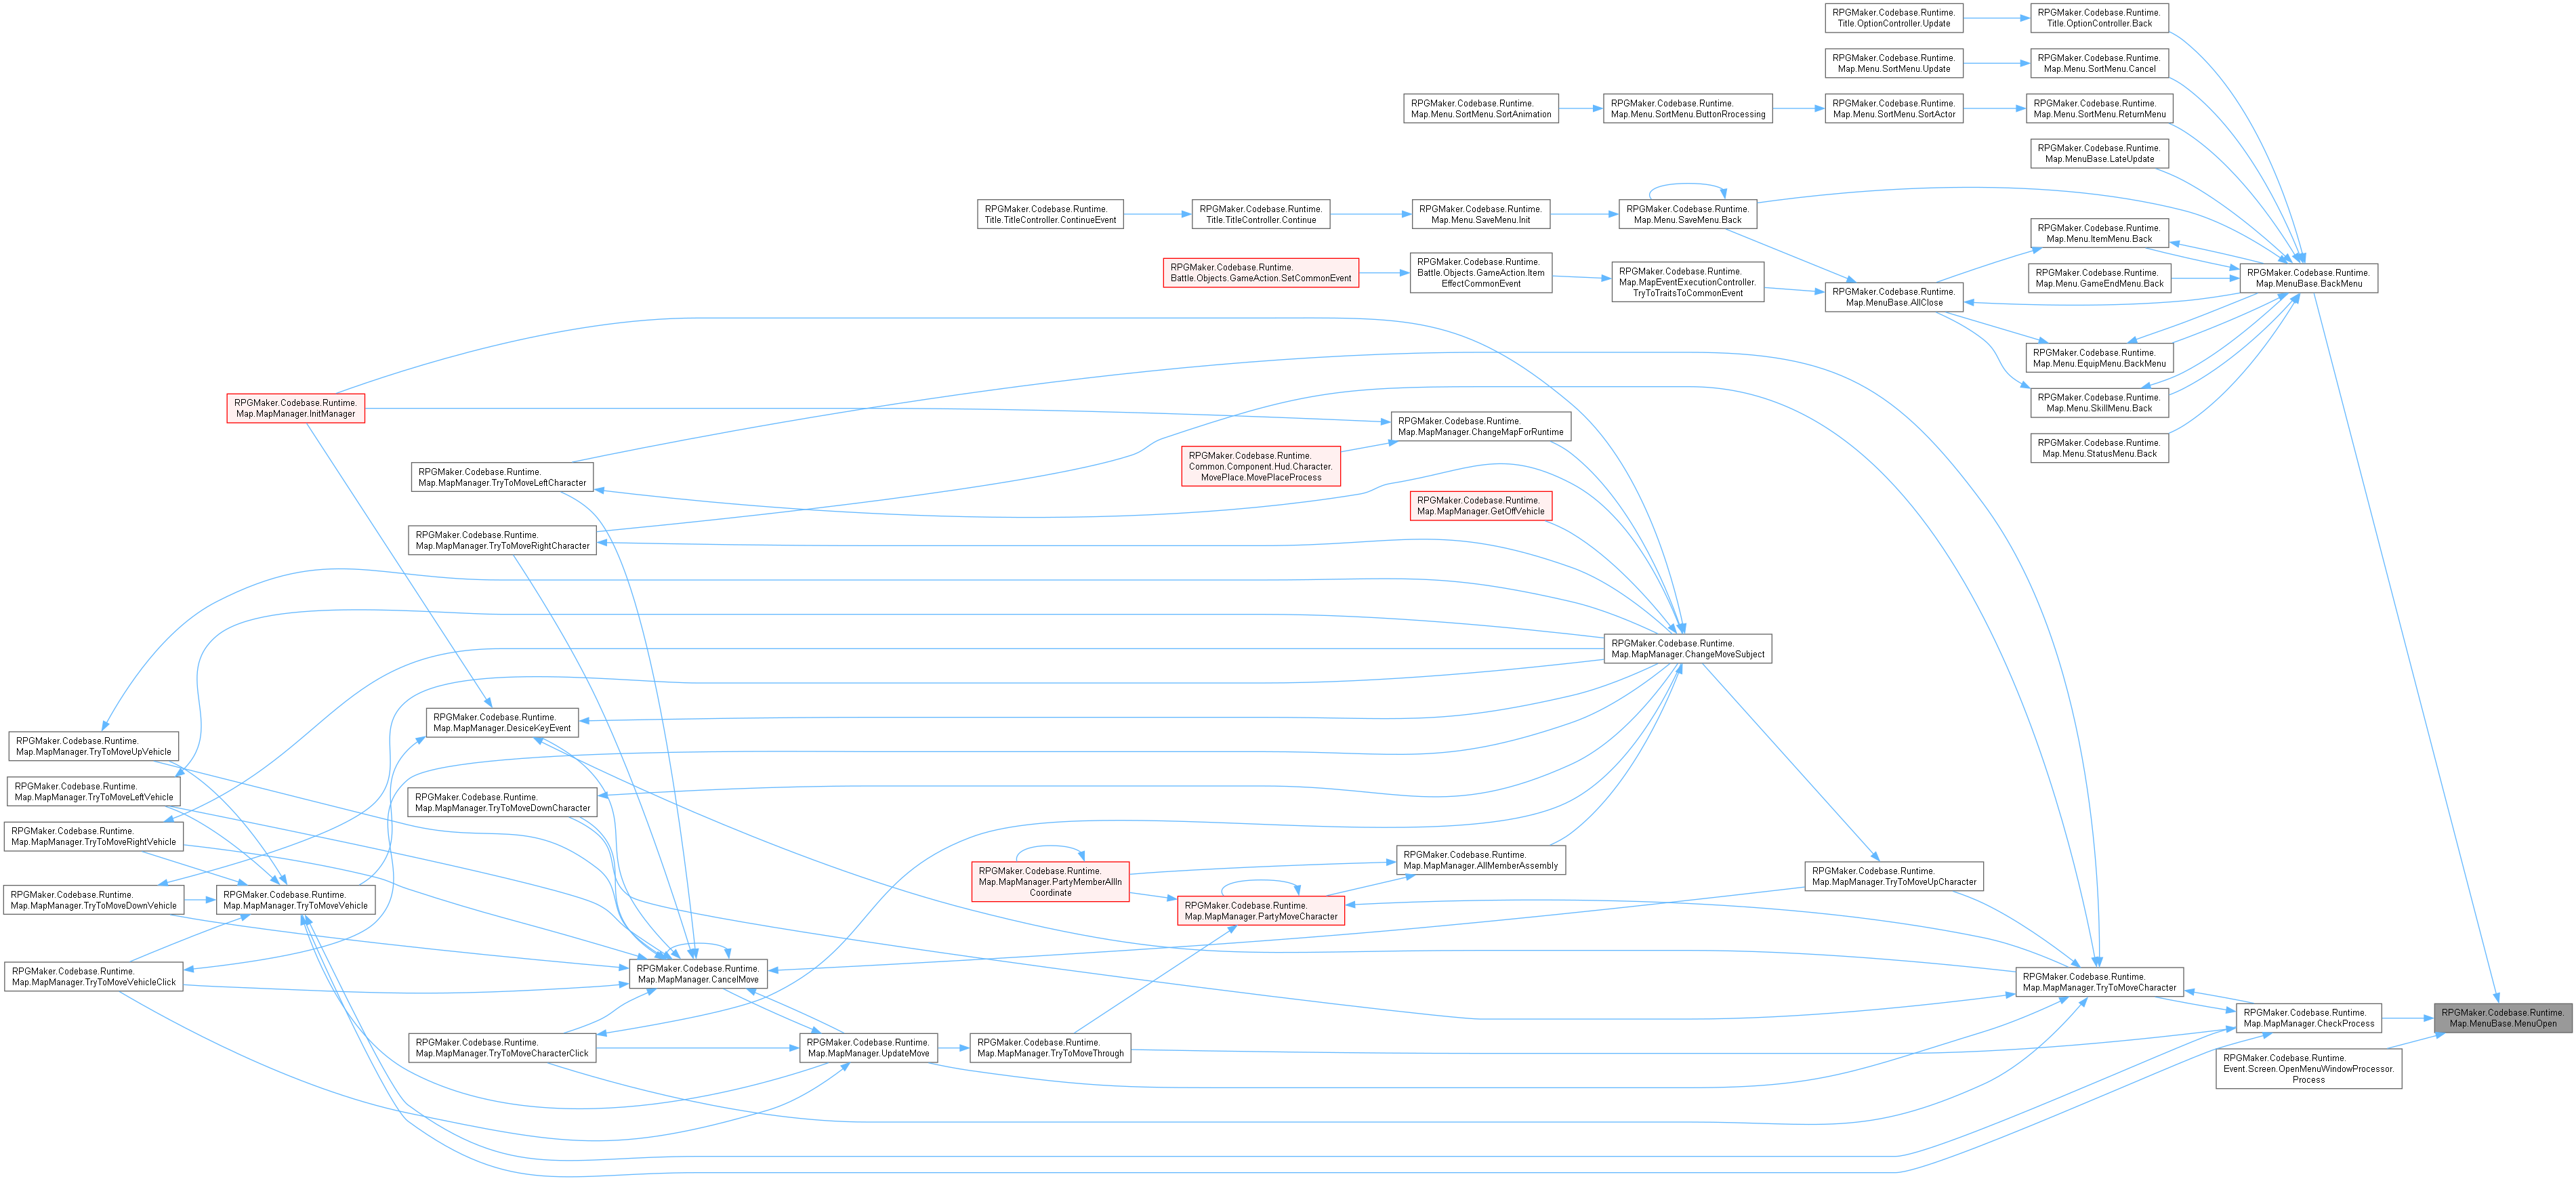 RPGMaker.Codebase.Runtime.
Title.OptionController.Update
RPGMaker.Codebase.Runtime.
Title.OptionController.Back
RPGMaker.Codebase.Runtime.
Map.Menu.SortMenu.Update
RPGMaker.Codebase.Runtime.
Map.Menu.SortMenu.Cancel
RPGMaker.Codebase.Runtime.
Map.Menu.SortMenu.SortAnimation
RPGMaker.Codebase.Runtime.
Map.Menu.SortMenu.ButtonRrocessing
RPGMaker.Codebase.Runtime.
Map.Menu.SortMenu.SortActor
RPGMaker.Codebase.Runtime.
Map.Menu.SortMenu.ReturnMenu
RPGMaker.Codebase.Runtime.
Map.MenuBase.LateUpdate
RPGMaker.Codebase.Runtime.
Title.TitleController.ContinueEvent
RPGMaker.Codebase.Runtime.
Title.TitleController.Continue
RPGMaker.Codebase.Runtime.
Map.Menu.SaveMenu.Init
RPGMaker.Codebase.Runtime.
Map.Menu.SaveMenu.Back
RPGMaker.Codebase.Runtime.
Map.Menu.ItemMenu.Back
RPGMaker.Codebase.Runtime.
Battle.Objects.GameAction.SetCommonEvent
RPGMaker.Codebase.Runtime.
Battle.Objects.GameAction.Item
EffectCommonEvent
RPGMaker.Codebase.Runtime.
Map.MapEventExecutionController.
TryToTraitsToCommonEvent
RPGMaker.Codebase.Runtime.
Map.MenuBase.AllClose
RPGMaker.Codebase.Runtime.
Map.Menu.GameEndMenu.Back
RPGMaker.Codebase.Runtime.
Map.MenuBase.BackMenu
RPGMaker.Codebase.Runtime.
Map.Menu.EquipMenu.BackMenu
RPGMaker.Codebase.Runtime.
Map.Menu.SkillMenu.Back
RPGMaker.Codebase.Runtime.
Map.Menu.StatusMenu.Back
RPGMaker.Codebase.Runtime.
Map.MapManager.InitManager
RPGMaker.Codebase.Runtime.
Map.MapManager.ChangeMapForRuntime
RPGMaker.Codebase.Runtime.
Common.Component.Hud.Character.
MovePlace.MovePlaceProcess
RPGMaker.Codebase.Runtime.
Map.MapManager.TryToMoveLeftCharacter
RPGMaker.Codebase.Runtime.
Map.MapManager.GetOffVehicle
RPGMaker.Codebase.Runtime.
Map.MapManager.TryToMoveRightCharacter
RPGMaker.Codebase.Runtime.
Map.MapManager.ChangeMoveSubject
RPGMaker.Codebase.Runtime.
Map.MapManager.DesiceKeyEvent
RPGMaker.Codebase.Runtime.
Map.MapManager.TryToMoveUpVehicle
RPGMaker.Codebase.Runtime.
Map.MapManager.TryToMoveLeftVehicle
RPGMaker.Codebase.Runtime.
Map.MapManager.TryToMoveDownCharacter
RPGMaker.Codebase.Runtime.
Map.MapManager.TryToMoveRightVehicle
RPGMaker.Codebase.Runtime.
Map.MapManager.PartyMemberAllIn
Coordinate
RPGMaker.Codebase.Runtime.
Map.MapManager.AllMemberAssembly
RPGMaker.Codebase.Runtime.
Map.MapManager.TryToMoveUpCharacter
RPGMaker.Codebase.Runtime.
Map.MapManager.TryToMoveDownVehicle
RPGMaker.Codebase.Runtime.
Map.MapManager.TryToMoveVehicle
RPGMaker.Codebase.Runtime.
Map.MapManager.PartyMoveCharacter
RPGMaker.Codebase.Runtime.
Map.MapManager.TryToMoveVehicleClick
RPGMaker.Codebase.Runtime.
Map.MapManager.CancelMove
RPGMaker.Codebase.Runtime.
Map.MapManager.TryToMoveCharacter
RPGMaker.Codebase.Runtime.
Map.MapManager.CheckProcess
RPGMaker.Codebase.Runtime.
Map.MenuBase.MenuOpen
RPGMaker.Codebase.Runtime.
Map.MapManager.TryToMoveCharacterClick
RPGMaker.Codebase.Runtime.
Map.MapManager.UpdateMove
RPGMaker.Codebase.Runtime.
Map.MapManager.TryToMoveThrough
RPGMaker.Codebase.Runtime.
Event.Screen.OpenMenuWindowProcessor.
Process